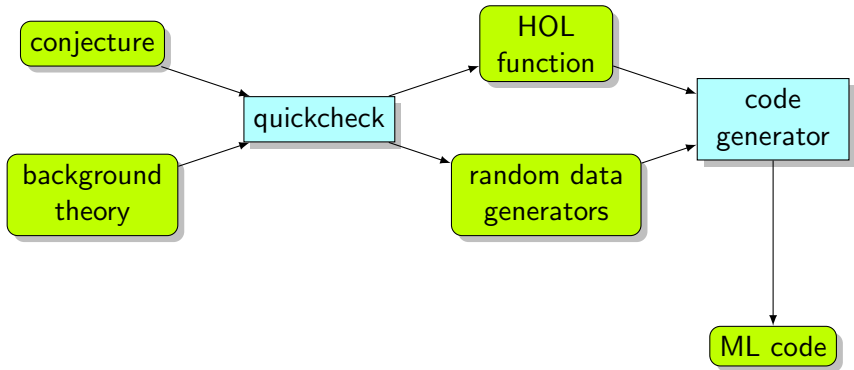 conjecture
background
theory
quickcheck
HOL
function
random data
generators
code
generator
ML code